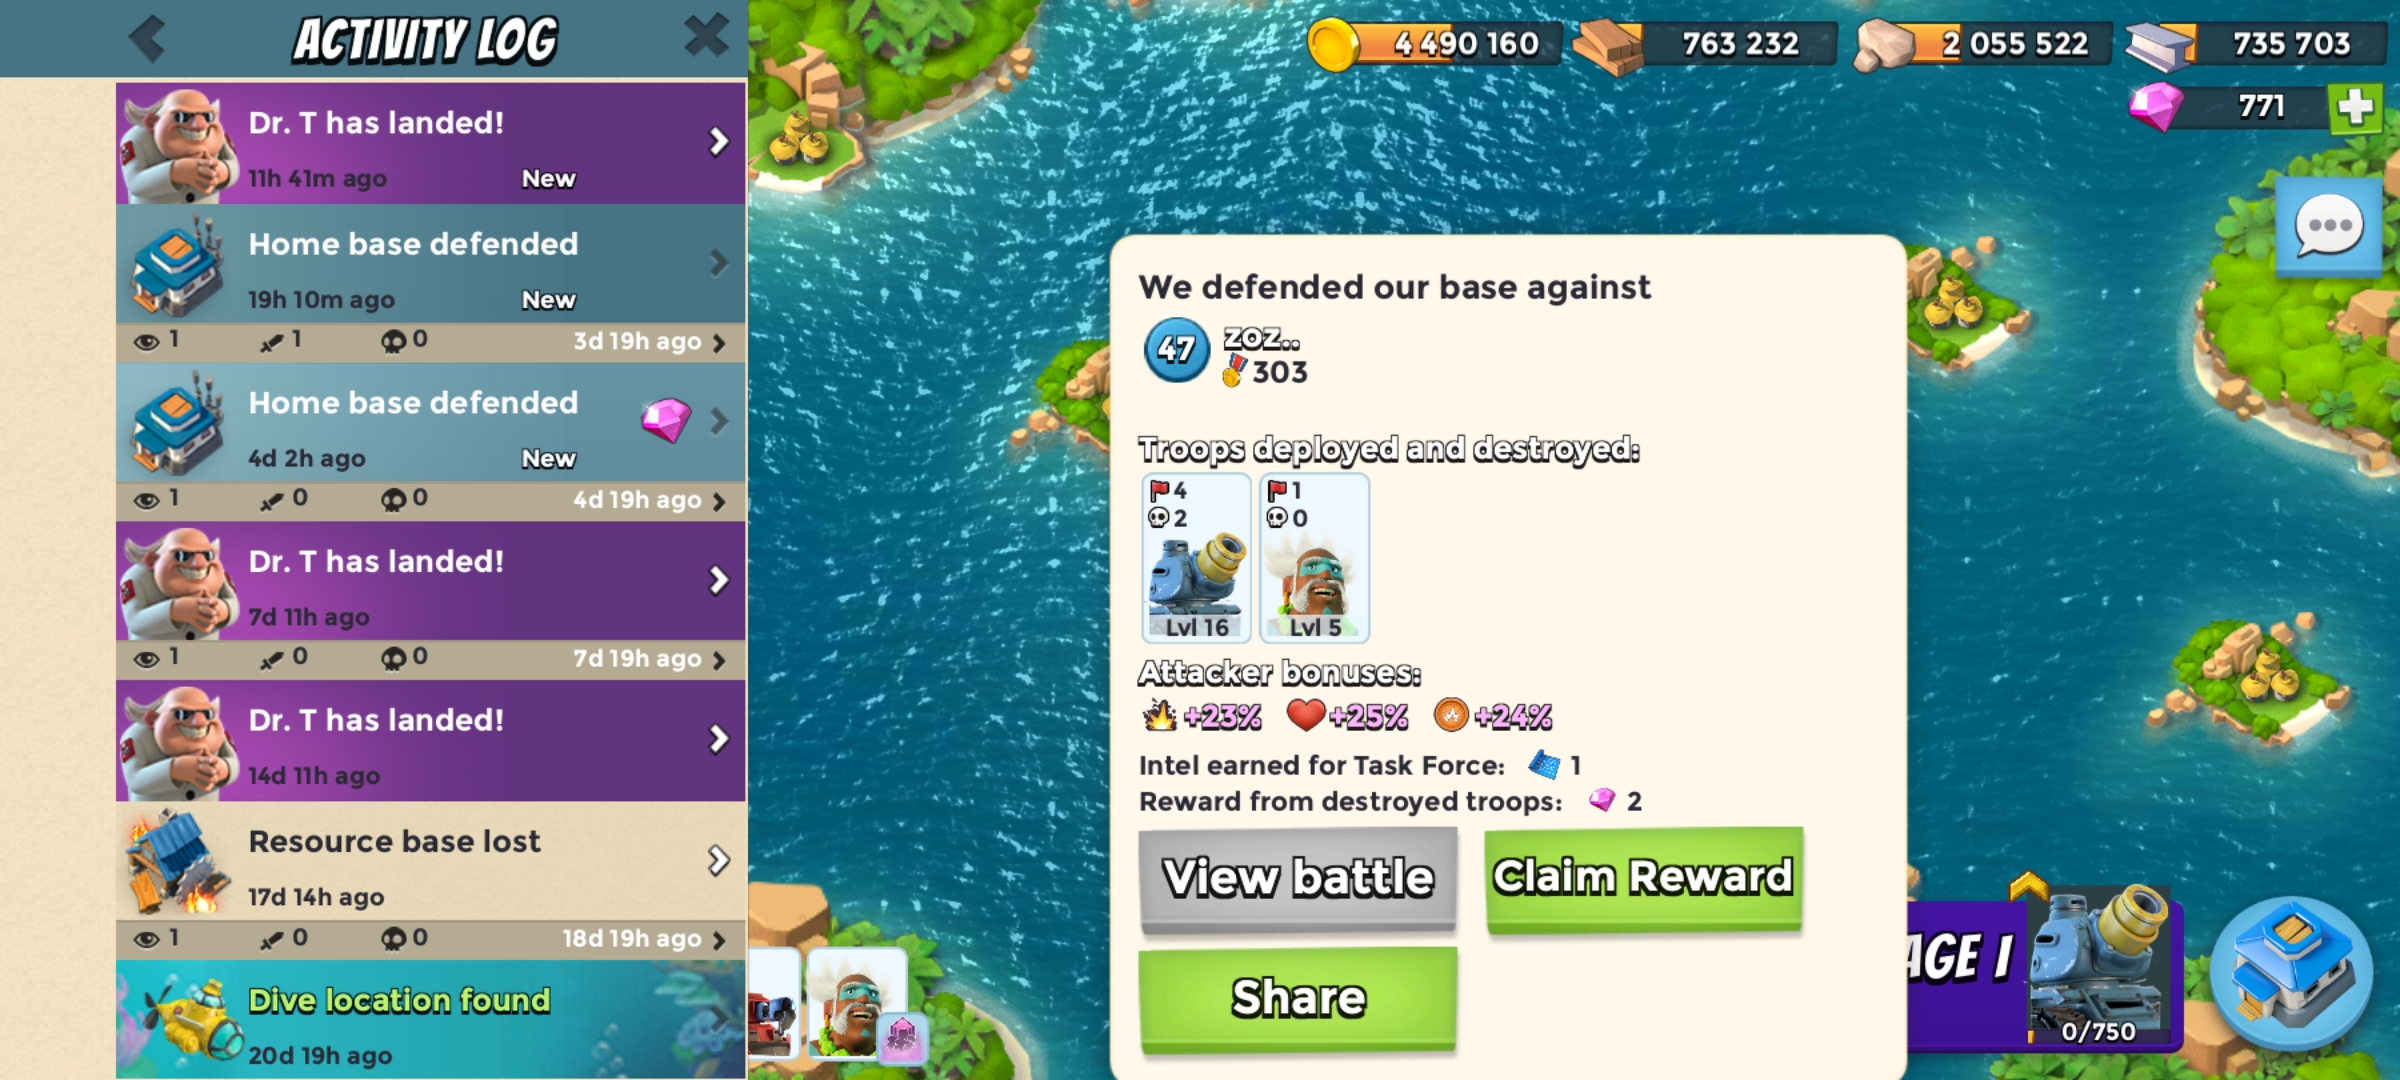 ACTIVITY LOG
Dr. T has landed!
11h 41m ago New
Home base defended
19h 10m ago New
1 1 0 3d 19h ago
Home base defended
4d 2h ago New
1 0 0 4d 19h ago
Dr. T has landed!
7d 11h ago
1 0 0 7d 19h ago
Dr. T has landed!
14d 11h ago
Resource base lost
17d 14h ago
1 0 0 18d 19h ago
Dive location found
20d 19h ago
4 490 160 763 232 2 055 522 735 703
771
We defended our base against
47 zoz..
303
Troops deployed and destroyed:
4 1
2 0
Lvl 16 Lvl 5
Attacker bonuses:
+23% +25% +24%
Intel earned for Task Force: 1
Reward from destroyed troops: 2
View battle Claim Reward
Share
AGE I
0/750